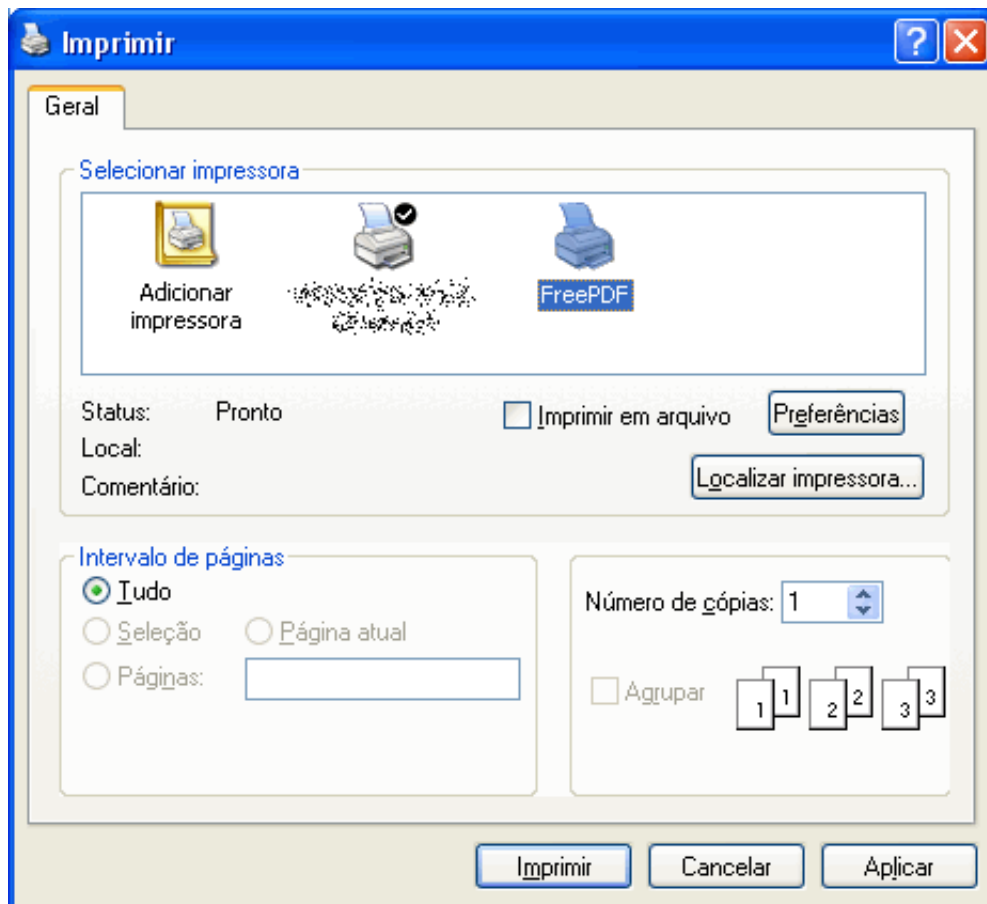 Imprimir
Geral
Selecionar impressora
Adicionar
impressora
FreePDF
Status: Pronto
Imprimir em arquivo
Preferências
Local:
Localizar impressora...
Comentário:
Intervalo de páginas
Tudo
Seleção
Página atual
Páginas:
Número de cópias: 1
Agrupar
1 1 2 2 3 3
Imprimir
Cancelar
Aplicar